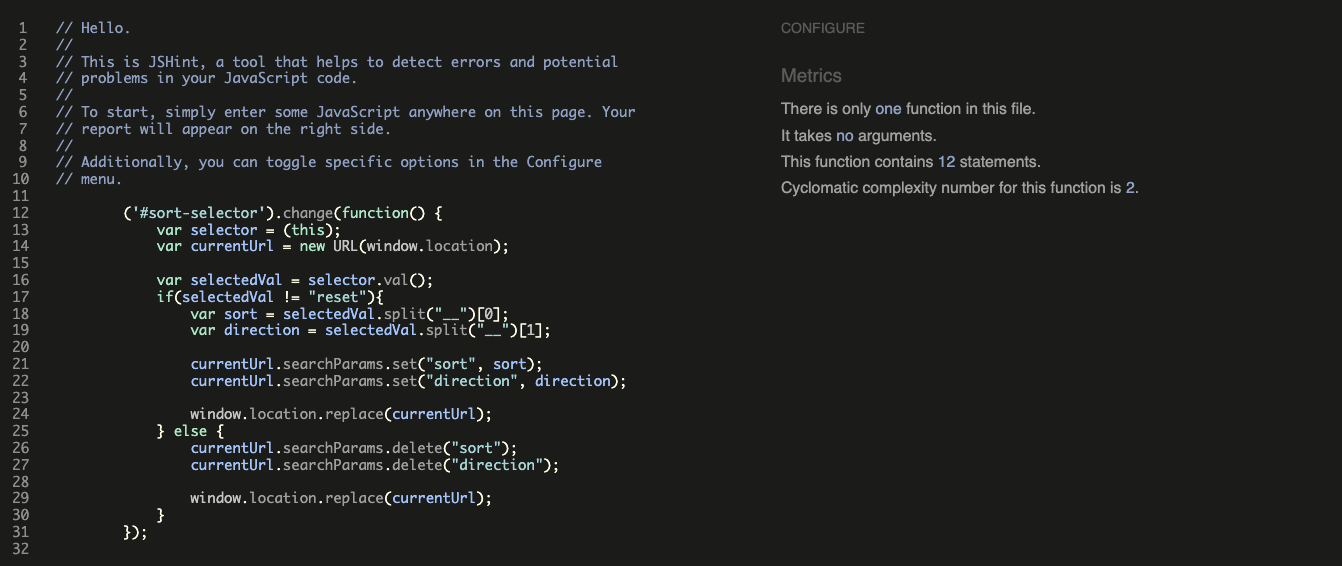 1 // Hello.
2 //
3 // This is JSHint, a tool that helps to detect errors and potential
4 // problems in your JavaScript code.
5 //
6 // To start, simply enter some JavaScript anywhere on this page. Your
7 // report will appear on the right side.
8 //
9 // Additionally, you can toggle specific options in the Configure
10 // menu.
11
12         ('#sort-selector').change(function() {
13             var selector = (this);
14             var currentUrl = new URL(window.location);
15
16             var selectedVal = selector.val();
17             if(selectedVal != "reset"){
18                 var sort = selectedVal.split("__")[0];
19                 var direction = selectedVal.split("__")[1];
20
21                 currentUrl.searchParams.set("sort", sort);
22                 currentUrl.searchParams.set("direction", direction);
23
24                 window.location.replace(currentUrl);
25             } else {
26                 currentUrl.searchParams.delete("sort");
27                 currentUrl.searchParams.delete("direction");
28
29                 window.location.replace(currentUrl);
30             }
31         });
32
CONFIGURE
Metrics
There is only one function in this file.
It takes no arguments.
This function contains 12 statements.
Cyclomatic complexity number for this function is 2.